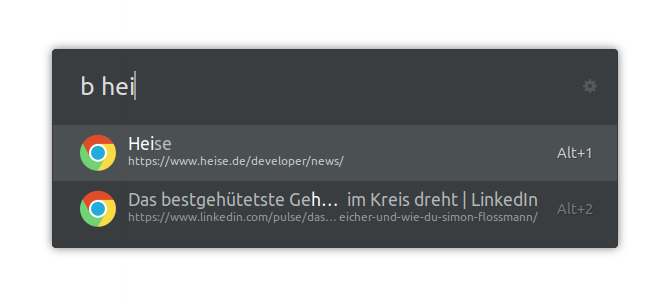 b hei
Heise
https://www.heise.de/developer/news/
Alt+1
Das bestgehütetste Geh... im Kreis dreht | LinkedIn
https://www.linkedin.com/pulse/das... eicher-und-wie-du-simon-flossmann/
Alt+2